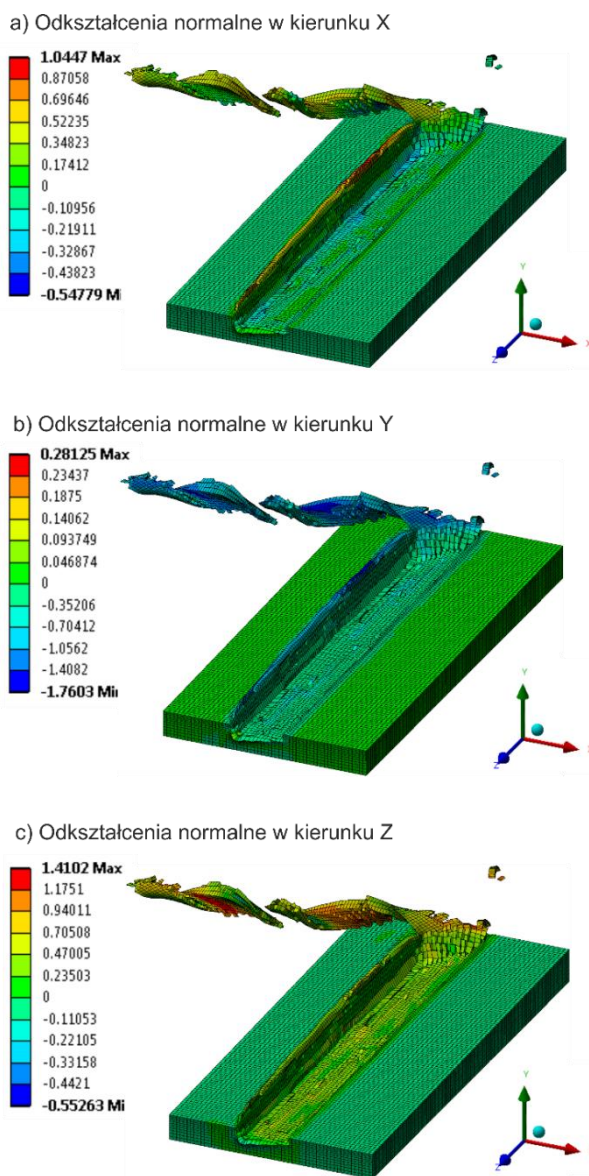 a) Odkształcenia normalne w kierunku X
1.0447 Max
0.87058
0.69646
0.52235
0.34823
0.17412
0
-0.10956
-0.21911
-0.32867
-0.43823
-0.54779 Mi
Y
X
Z
b) Odkształcenia normalne w kierunku Y
0.28125 Max
0.23437
0.1875
0.14062
0.093749
0.046874
0
-0.35206
-0.70412
-1.0562
-1.4082
-1.7603 Mi
Y
X
Z
c) Odkształcenia normalne w kierunku Z
1.4102 Max
1.1751
0.94011
0.70508
0.47005
0.23503
0
-0.11053
-0.22105
-0.33158
-0.4421
-0.55263 Mi
Y
X
Z